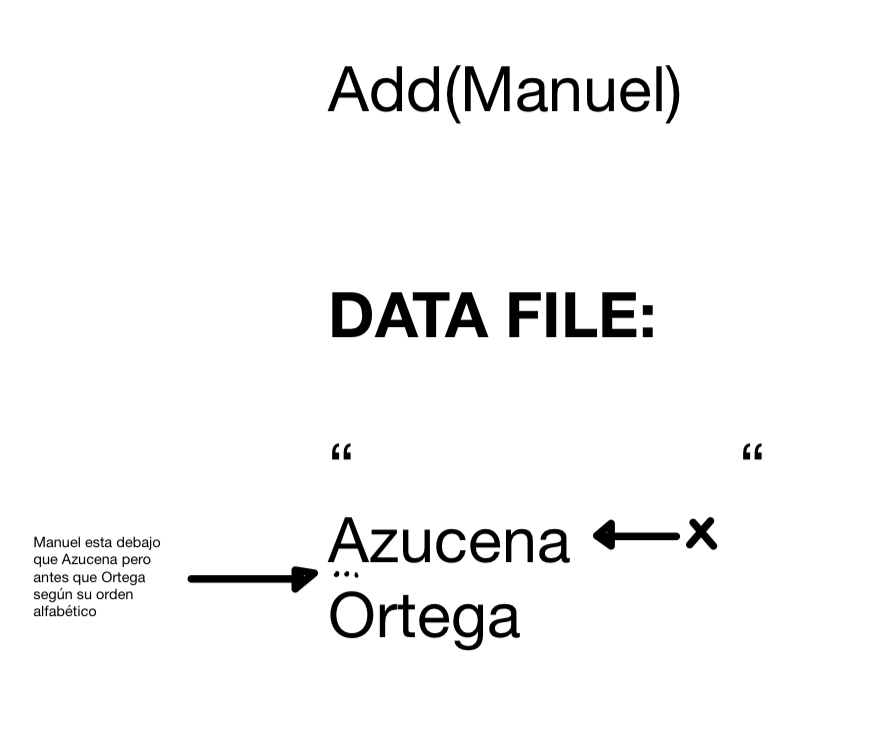 Add(Manuel)
DATA FILE:
“ “
Azucena x
Manuel esta debajo
que Azucena pero
antes que Ortega
según su orden
alfabético
...
Ortega